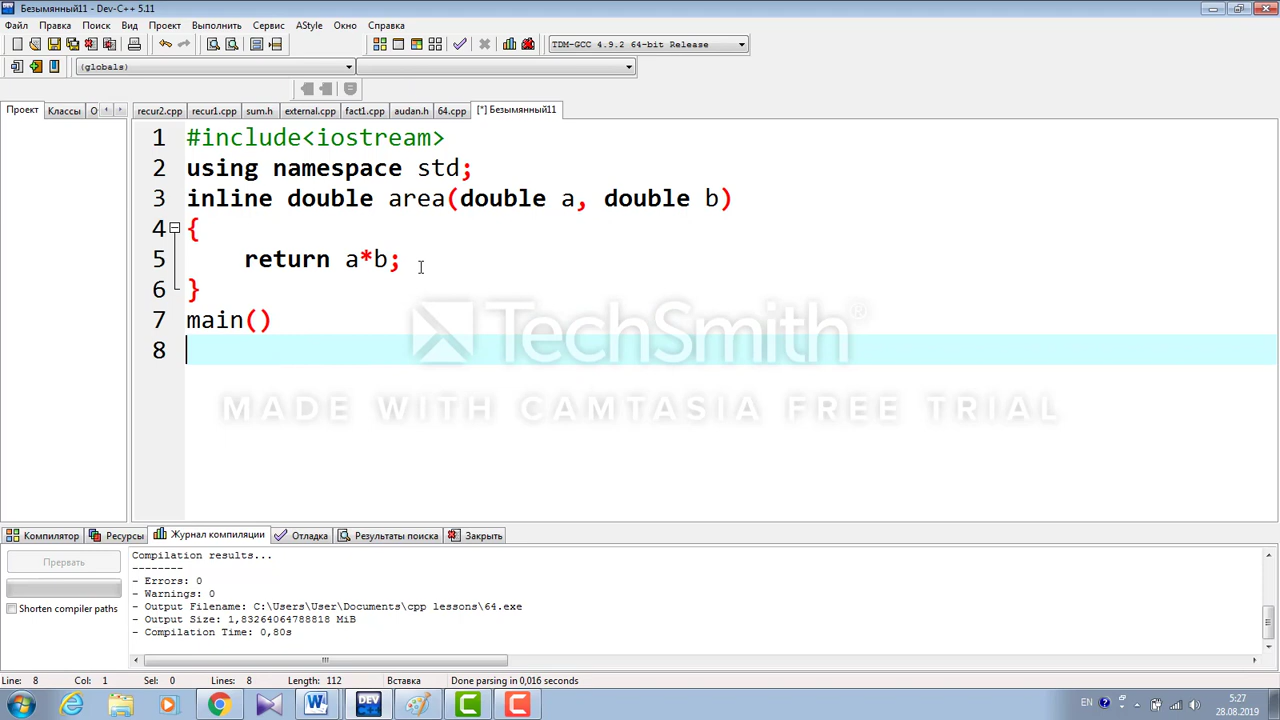 Безымянный11 - Dev-C++ 5.11
Файл Правка Поиск Вид Проект Выполнить Сервис AStyle Окно Справка
TDM-GCC 4.9.2 64-bit Release
(globals)
Проект Классы О recur2.cpp recur1.cpp sum.h external.cpp fact1.cpp audan.h 64.cpp [*] Безымянный11
1 #include<iostream>
2 using namespace std;
3 inline double area(double a, double b)
4 {
5 return a*b;
6 }
7 main()
8
TechSmith®
MADE WITH CAMTASIA FREE TRIAL
Компилятор Ресурсы Журнал компиляции Отладка Результаты поиска Закрыть
Прервать
Shorten compiler paths
Compilation results...
--------
- Errors: 0
- Warnings: 0
- Output Filename: C:\Users\User\Documents\cpp lessons\64.exe
- Output Size: 1,83264064788818 MiB
- Compilation Time: 0,80s
Line: 8 Col: 1 Sel: 0 Lines: 8 Length: 112 Вставка Done parsing in 0,016 seconds
DEV
EN 5:27
28.08.2019